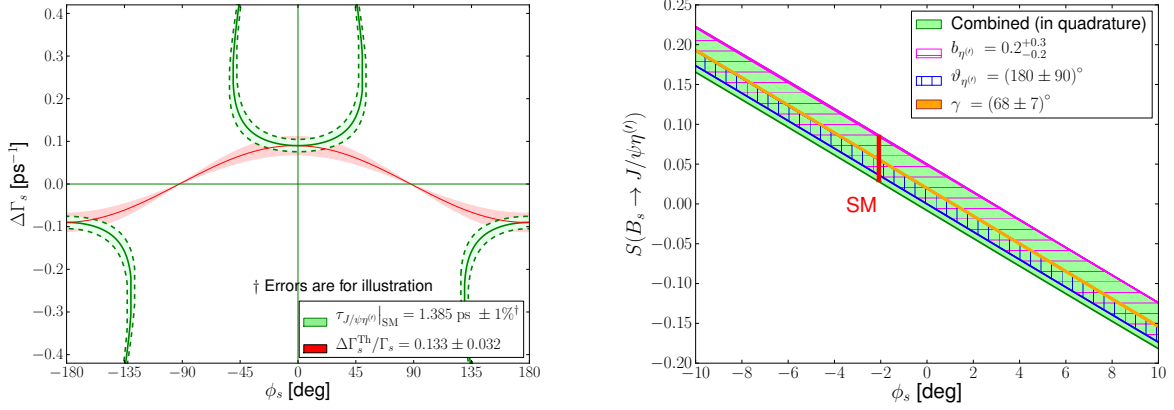 0.4
0.3
0.2
0.1
0.0
−0.1
−0.2
−0.3
−0.4
ΔΓ_s [ps⁻¹]
† Errors are for illustration
τ_{J/ψη^{(′)}}|_SM = 1.385 ps ± 1%†
ΔΓ_s^Th/Γ_s = 0.133 ± 0.032
−180 −135 −90 −45 0 45 90 135 180
ϕ_s [deg]
0.25
0.20
0.15
0.10
0.05
0.00
−0.05
−0.10
−0.15
−0.20
S(B_s → J/ψη^{(′)})
Combined (in quadrature)
b_{η^{(′)}} = 0.2^{+0.3}_{−0.2}
ϑ_{η^{(′)}} = (180 ± 90)°
γ = (68 ± 7)°
SM
−10 −8 −6 −4 −2 0 2 4 6 8 10
ϕ_s [deg]